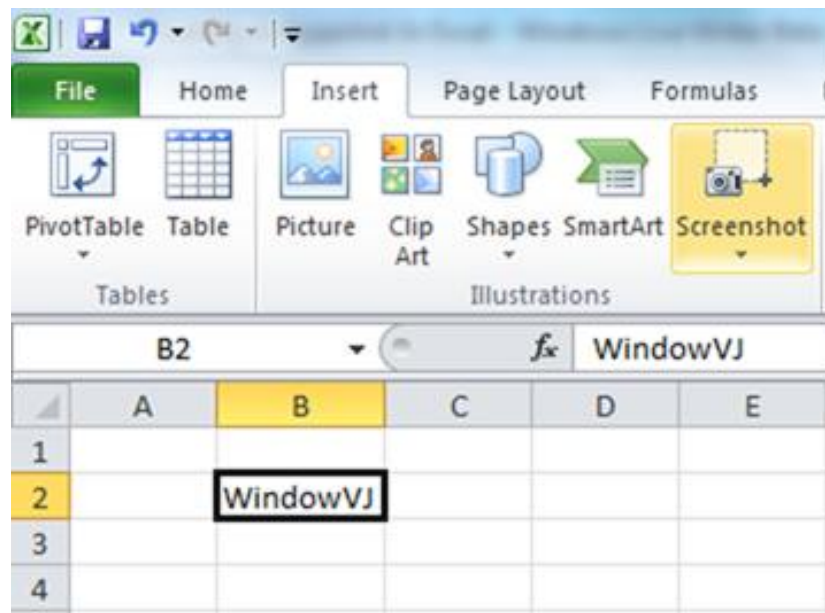 File Home Insert Page Layout Formulas
PivotTable Table Picture Clip Art Shapes SmartArt Screenshot
Tables Illustrations
B2 fx WindowVJ
A B C D E
1
2 WindowVJ
3
4